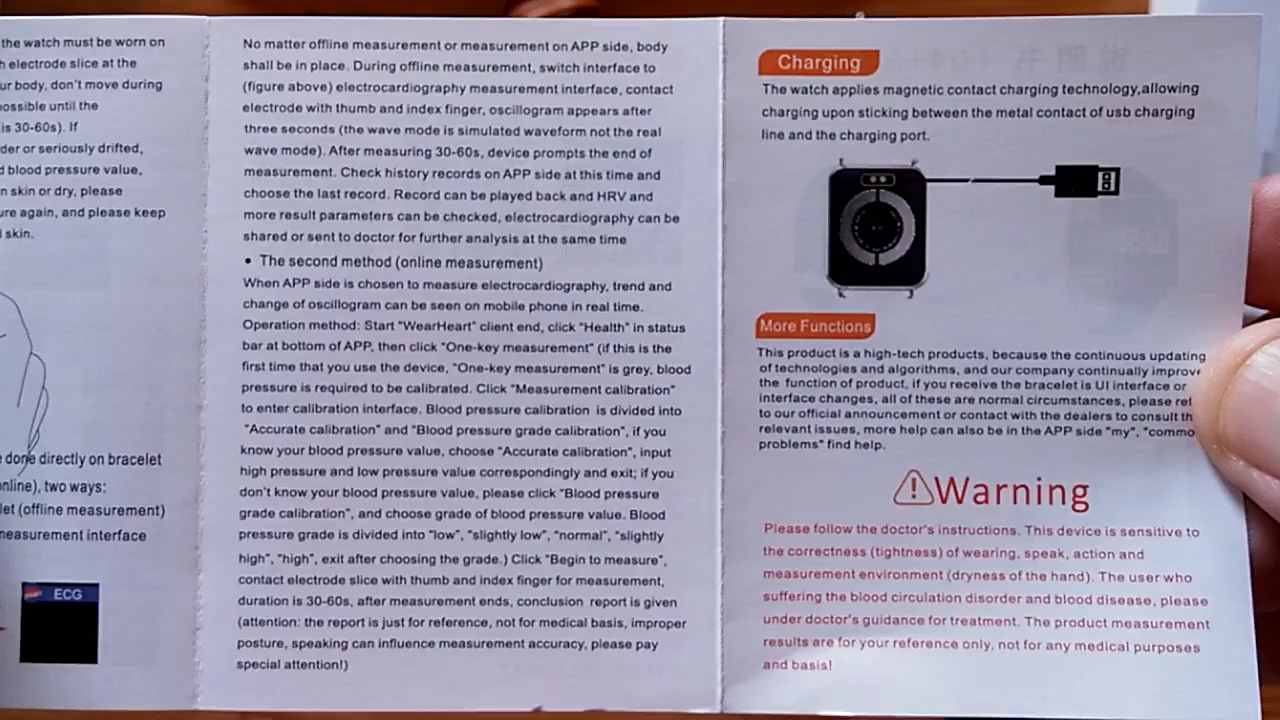 the watch must be worn on
electrode slice at the
body, don't move during
until the
is 30-60s). If
or seriously drifted,
blood pressure value,
skin or dry, please
again, and please keep
skin.
done directly on bracelet
two ways:
(offline measurement)
measurement interface
ECG
No matter offline measurement or measurement on APP side, body
shall be in place. During offline measurement, switch interface to
(figure above) electrocardiography measurement interface, contact
electrode with thumb and index finger, oscillogram appears after
three seconds (the wave mode is simulated waveform not the real
wave mode). After measuring 30-60s, device prompts the end of
measurement. Check history records on APP side at this time and
choose the last record. Record can be played back and HRV and
more result parameters can be checked, electrocardiography can be
shared or sent to doctor for further analysis at the same time
• The second method (online measurement)
When APP side is chosen to measure electrocardiography, trend and
change of oscillogram can be seen on mobile phone in real time.
Operation method: Start "WearHeart" client end, click "Health" in status
bar at bottom of APP, then click "One-key measurement" (if this is the
first time that you use the device, "One-key measurement" is grey, blood
pressure is required to be calibrated. Click "Measurement calibration"
to enter calibration interface. Blood pressure calibration is divided into
"Accurate calibration" and "Blood pressure grade calibration", if you
know your blood pressure value, choose "Accurate calibration", input
high pressure and low pressure value correspondingly and exit; if you
don't know your blood pressure value, please click "Blood pressure
grade calibration", and choose grade of blood pressure value. Blood
pressure grade is divided into "low", "slightly low", "normal", "slightly
high", "high", exit after choosing the grade.) Click "Begin to measure",
contact electrode slice with thumb and index finger for measurement,
duration is 30-60s, after measurement ends, conclusion report is given
(attention: the report is just for reference, not for medical basis, improper
posture, speaking can influence measurement accuracy, please pay
special attention!)
Charging
The watch applies magnetic contact charging technology,allowing
charging upon sticking between the metal contact of usb charging
line and the charging port.
More Functions
This product is a high-tech products, because the continuous updating
of technologies and algorithms, and our company continually improve
the function of product, if you receive the bracelet is UI interface or
interface changes, all of these are normal circumstances, please
to our official announcement or contact with the dealers to consult
relevant issues, more help can also be in the APP side "my",
problems" find help.
Warning
Please follow the doctor's instructions. This device is sensitive to
the correctness (tightness) of wearing, speak, action and
measurement environment (dryness of the hand). The user who
suffering the blood circulation disorder and blood disease, please
under doctor's guidance for treatment. The product measurement
results are for your reference only, not for any medical purposes
and basis!